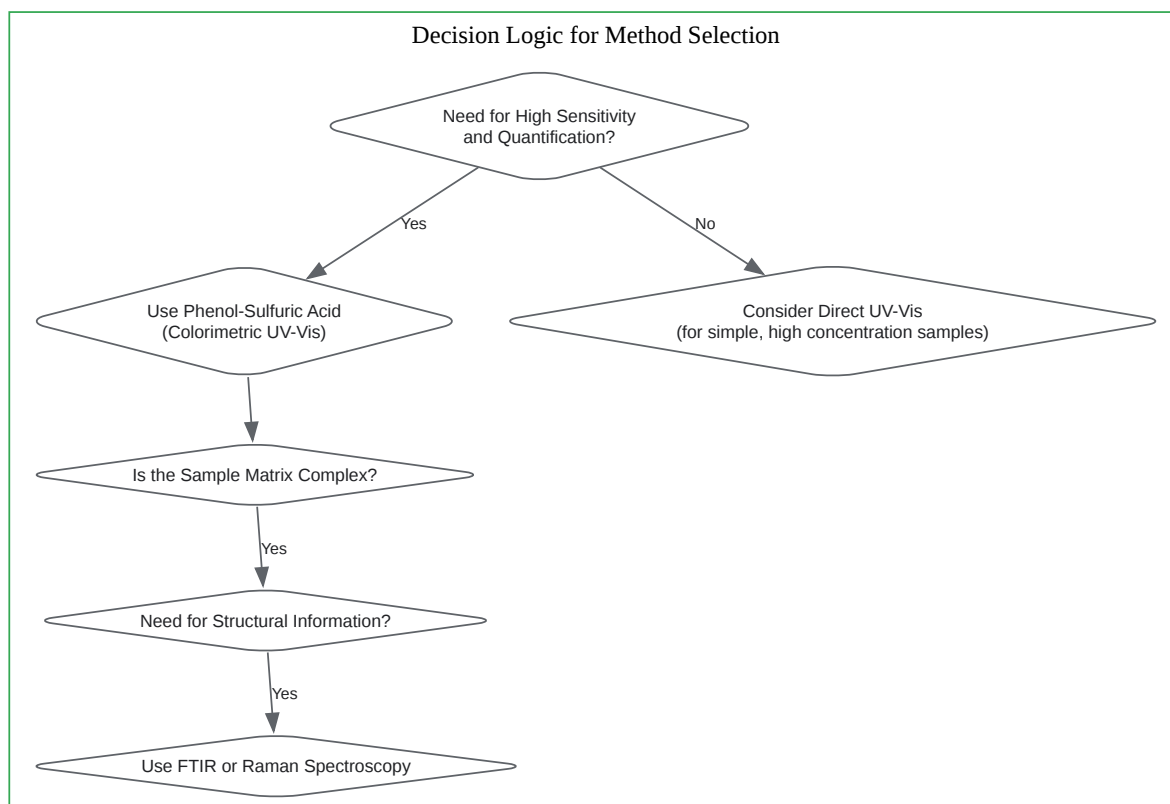 Decision Logic for Method Selection
Need for High Sensitivity
and Quantification?
Yes
No
Use Phenol-Sulfuric Acid
(Colorimetric UV-Vis)
Consider Direct UV-Vis
(for simple, high concentration samples)
Is the Sample Matrix Complex?
Yes
Need for Structural Information?
Yes
Use FTIR or Raman Spectroscopy